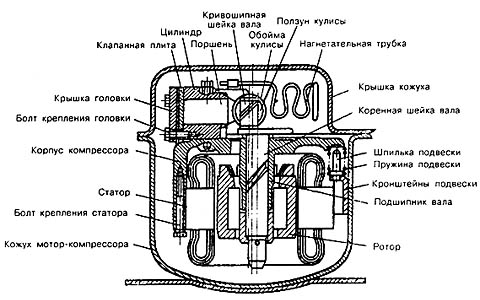 Кривошипная
шейка вала
Ползун кулисы
Цилиндр
Обойма
кулисы
Клапанная плита
Поршень
Нагнетательная трубка
Крышка кожуха
Крышка головки
Коренная шейка вала
Болт крепления головки
Корпус компрессора
Шпилька подвески
Пружина подвески
Статор
Кронштейны подвески
Болт крепления статора
Подшипник вала
Кожух мотор-компрессора
Ротор